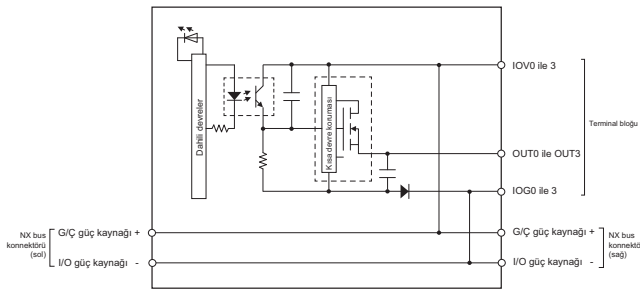 IOV0 ile 3
Dahili devreler
Kısa devre koruması
Terminal bloğu
OUT0 ile OUT3
IOG0 ile 3
NX bus
konnektörü
(sol)
G/Ç güç kaynağı +
I/O güç kaynağı -
G/Ç güç kaynağı +
I/O güç kaynağı -
NX bus
konnektö
(sağ)